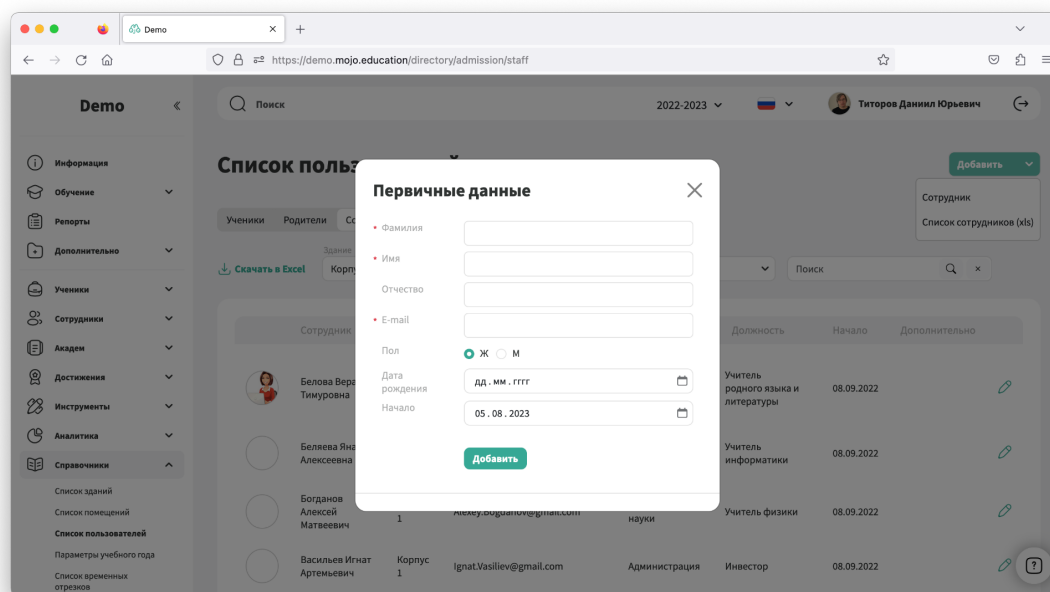 Demo
https://demo.mojo.education/directory/admission/staff
Demo
Поиск
2022-2023
Титоров Даниил Юрьевич
Информация
Обучение
Репорты
Дополнительно
Ученики
Сотрудники
Академ
Достижения
Инструменты
Аналитика
Справочники
Список зданий
Список помещений
Список пользователей
Параметры учебного года
Список временных
отрезков
Список
Добавить
Сотрудник
Список сотрудников (xls)
Ученики Родители
Здание
Скачать в Excel
Поиск
Сотрудник Должность Начало Дополнительно
Первичные данные
• Фамилия
• Имя
Отчество
• E-mail
Пол Ж М
Дата
рождения
дд . мм . гггг
Начало 05 . 08 . 2023
Добавить
Белова Вера
Тимуровна
Учитель
родного языка и
литературы
08.09.2022
Беляева Яна
Алексеевна
Учитель
информатики
08.09.2022
Богданов
Алексей
Матвеевич
1
Alexey.Bogdanov@gmail.com
науки
Учитель физики
08.09.2022
Васильев Игнат
Артемьевич
Корпус
1
Ignat.Vasiliev@gmail.com
Администрация
Инвестор
08.09.2022